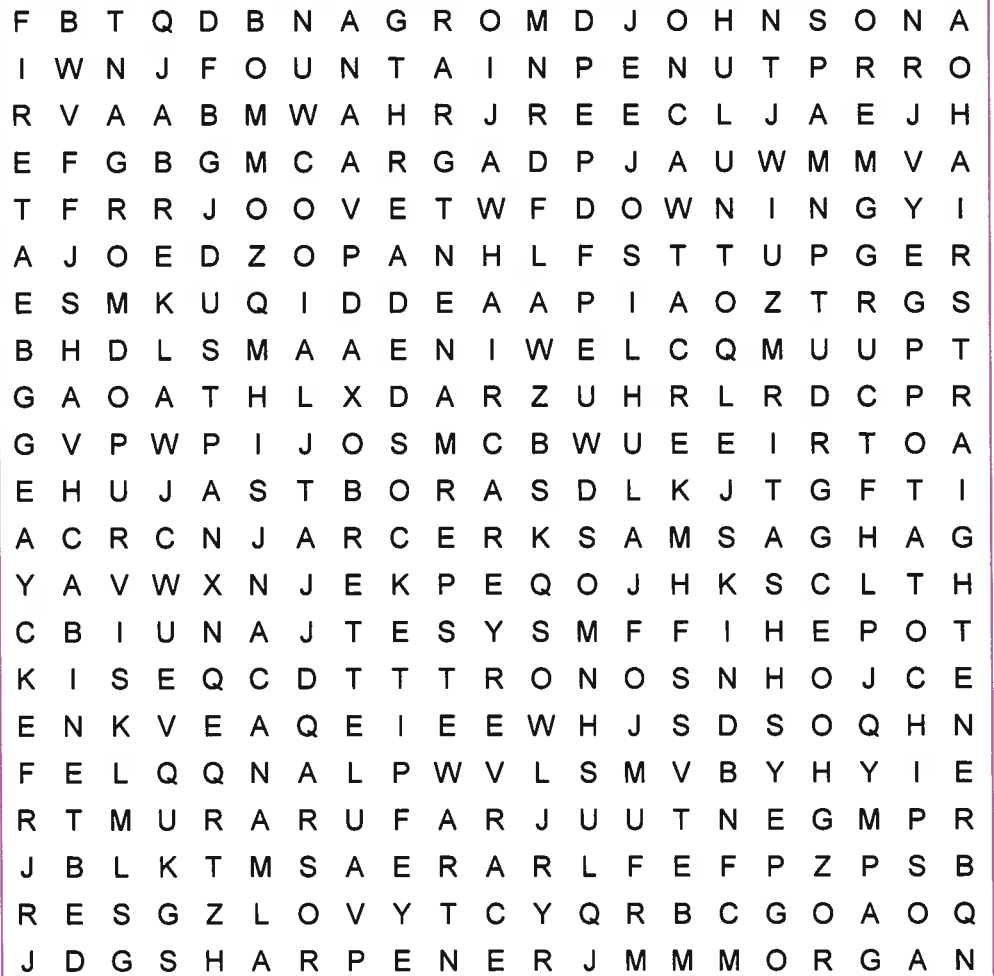 F B T Q D B N A G R O M D J O H N S O N A
I W N J F O U N T A I N P E N U T P R R O
R V A A B M W A H R J R E E C L J A E J H
E F G B G M C A R G A D P J A U W M M V A
T F R R J O O V E T W F D O W N I N G Y I
A J O E D Z O P A N H L F S T T U P G E R
E S M K U Q I D D E A A P I A O Z T R G S
B H D L S M A A E N I W E L C Q M U U P T
G A O A T H L X D A R Z U H R L R D C P R
G V P W P I J O S M C B W U E E I R T O A
E H U J A S T B O R A S D L K J T G F T I
A C R C N J A R C E R K S A M S A G H A G
Y A V W X N J E K P E Q O J H K S C L T H
C B I U N A J T E S Y S M F F I H E P O T
K I S E Q C D T T T R O N O S N H O J C E
E N K V E A Q E I E E W H J S D S O Q H N
F E L Q Q N A L P W V L S M V B Y H Y I E
R T M U R A R U F A R J U U T N E G M P R
J B L K T M S A E R A R L F E F P Z P S B
R E S G Z L O V Y T C Y Q R B C G O A O Q
J D G S H A R P E N E R J M M M O R G A N